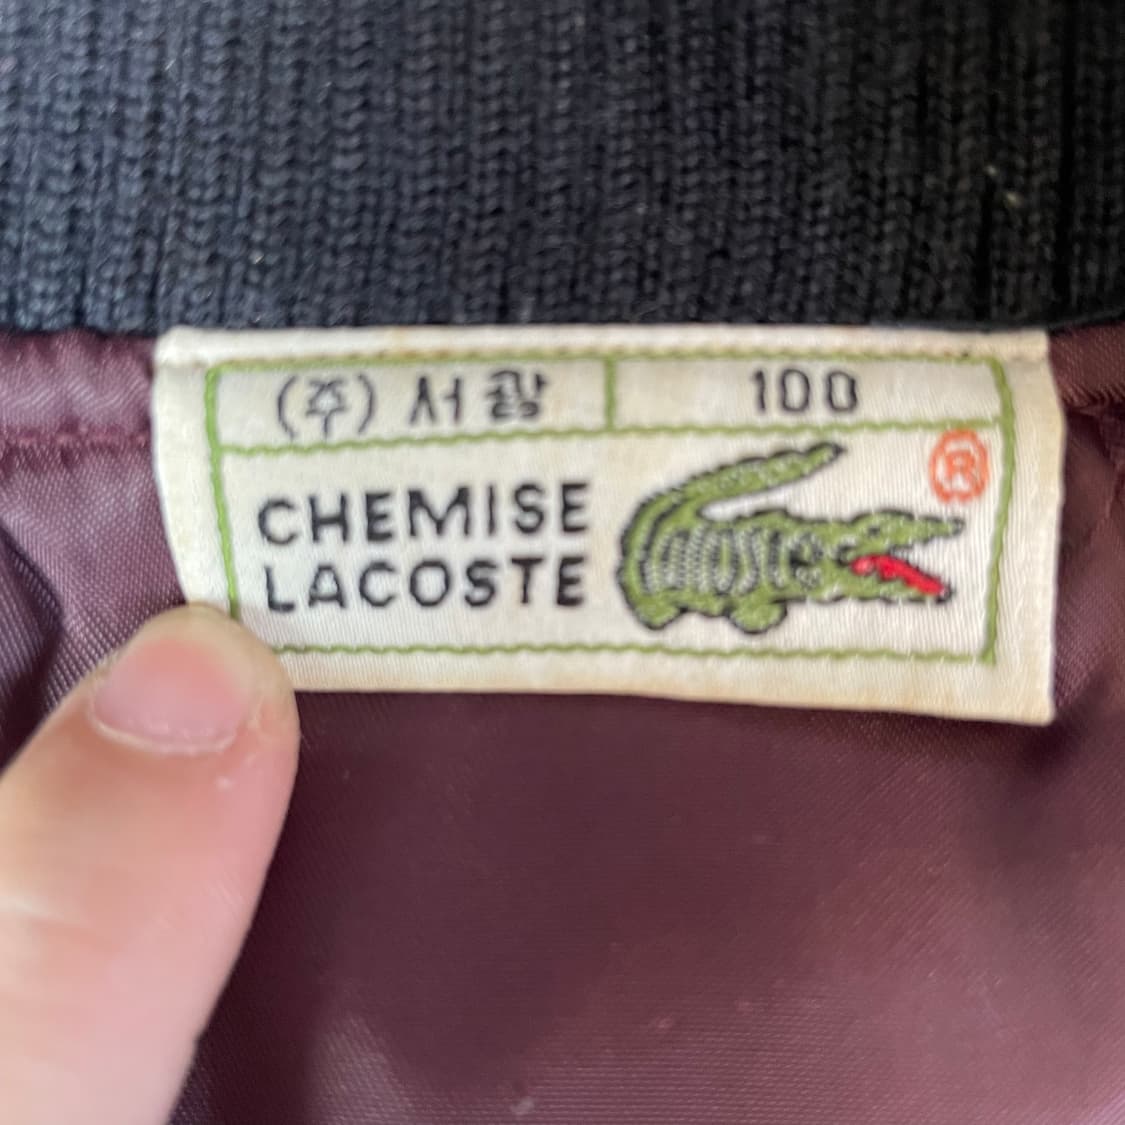 (주) 서광 100
®
CHEMISE
LACOSTE